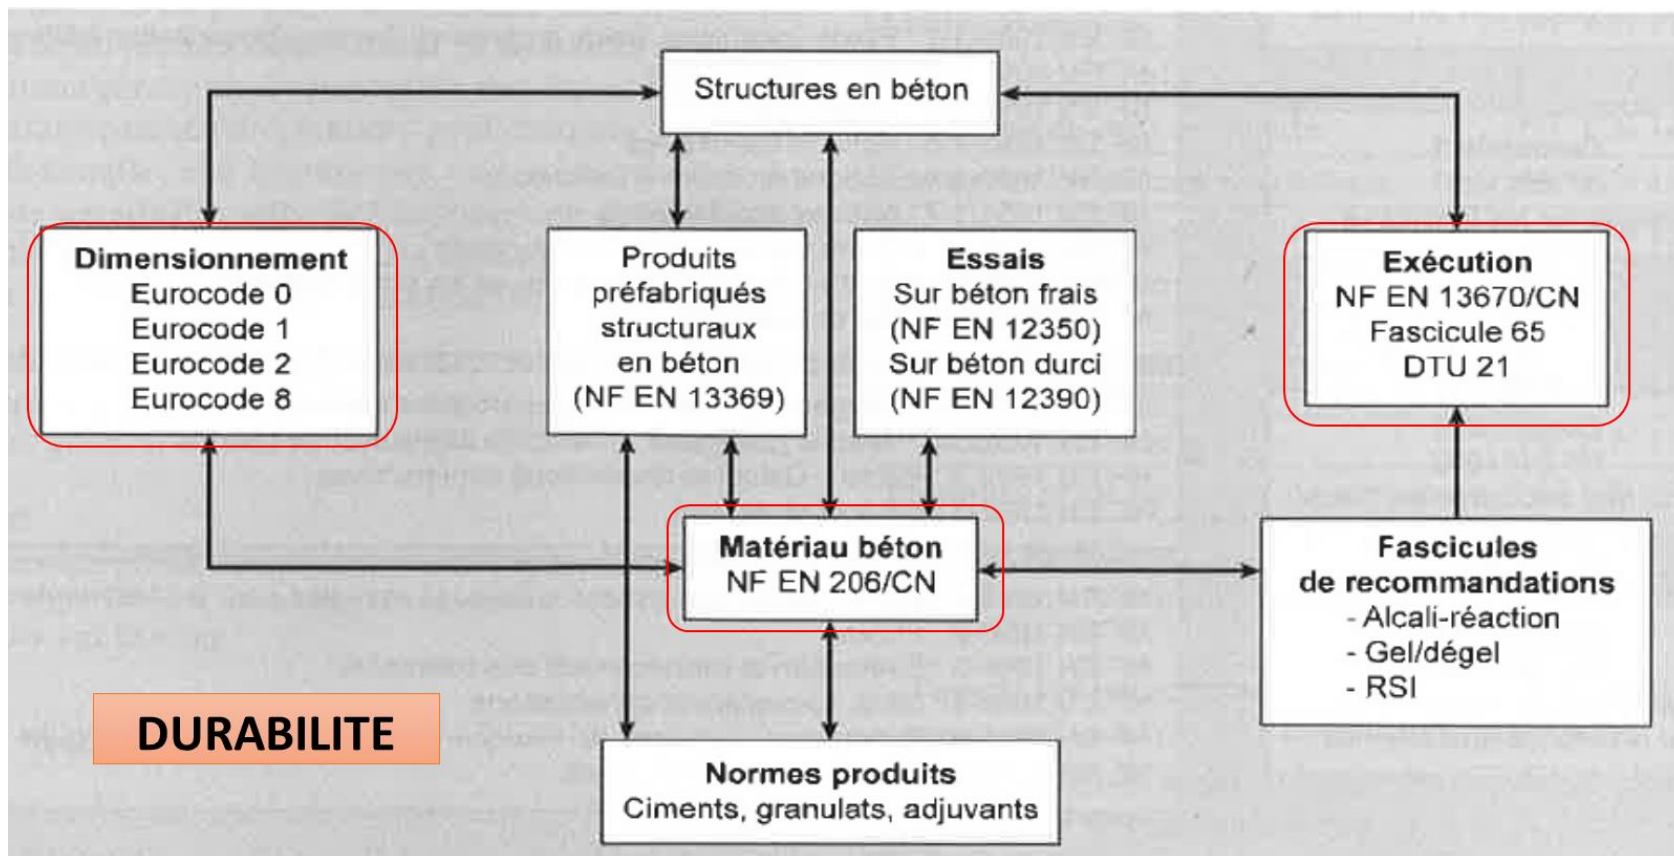 Structures en béton
Dimensionnement
Eurocode 0
Eurocode 1
Eurocode 2
Eurocode 8
Produits
préfabriqués
structuraux
en béton
(NF EN 13369)
Essais
Sur béton frais
(NF EN 12350)
Sur béton durci
(NF EN 12390)
Exécution
NF EN 13670/CN
Fascicule 65
DTU 21
Matériau béton
NF EN 206/CN
Fascicules
de recommandations
- Alcali-réaction
- Gel/dégel
- RSI
DURABILITE
Normes produits
Ciments, granulats, adjuvants